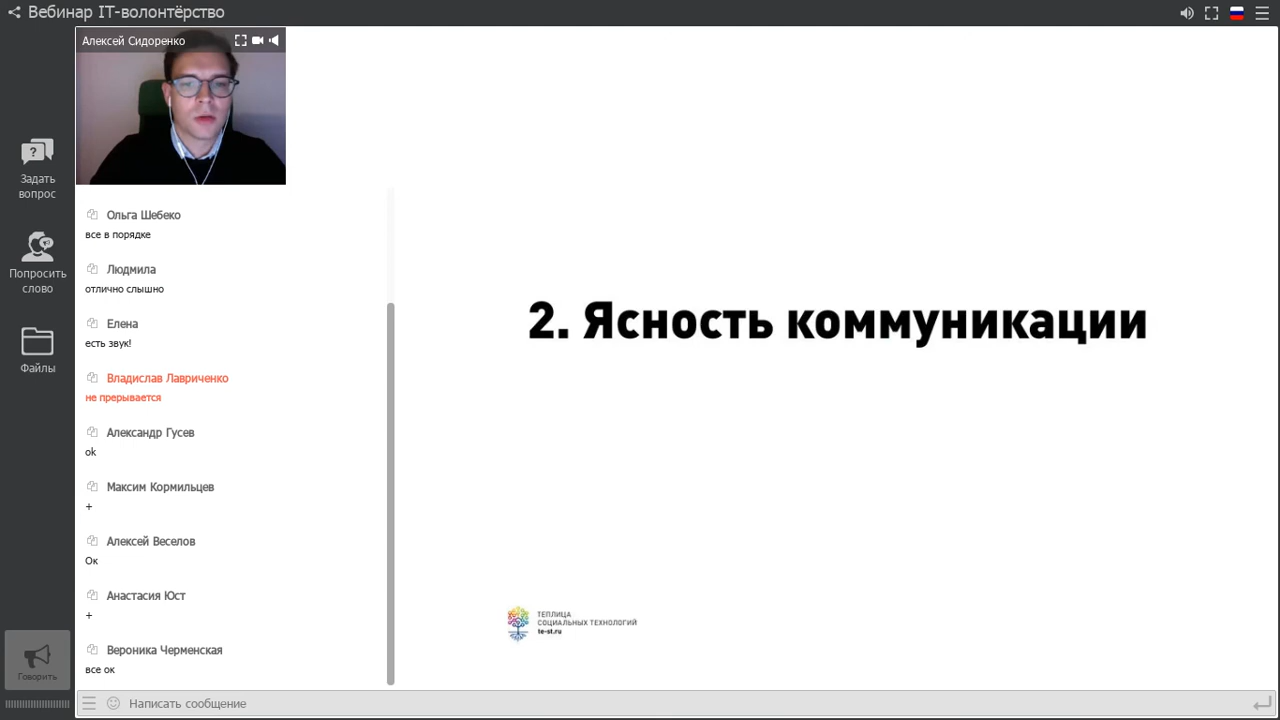 Вебинар IT-волонтёрство
Алексей Сидоренко
Задать
вопрос
Попросить
слово
Файлы
Говорить
Ольга Шебеко
все в порядке
Людмила
отлично слышно
Елена
есть звук!
Владислав Лавриченко
не прерывается
Александр Гусев
ok
Максим Кормильцев
+
Алексей Веселов
Ок
Анастасия Юст
+
Вероника Черменская
все ок
Написать сообщение
2. Ясность коммуникации
ТЕПЛИЦА
СОЦИАЛЬНЫХ ТЕХНОЛОГИЙ
te-st.ru